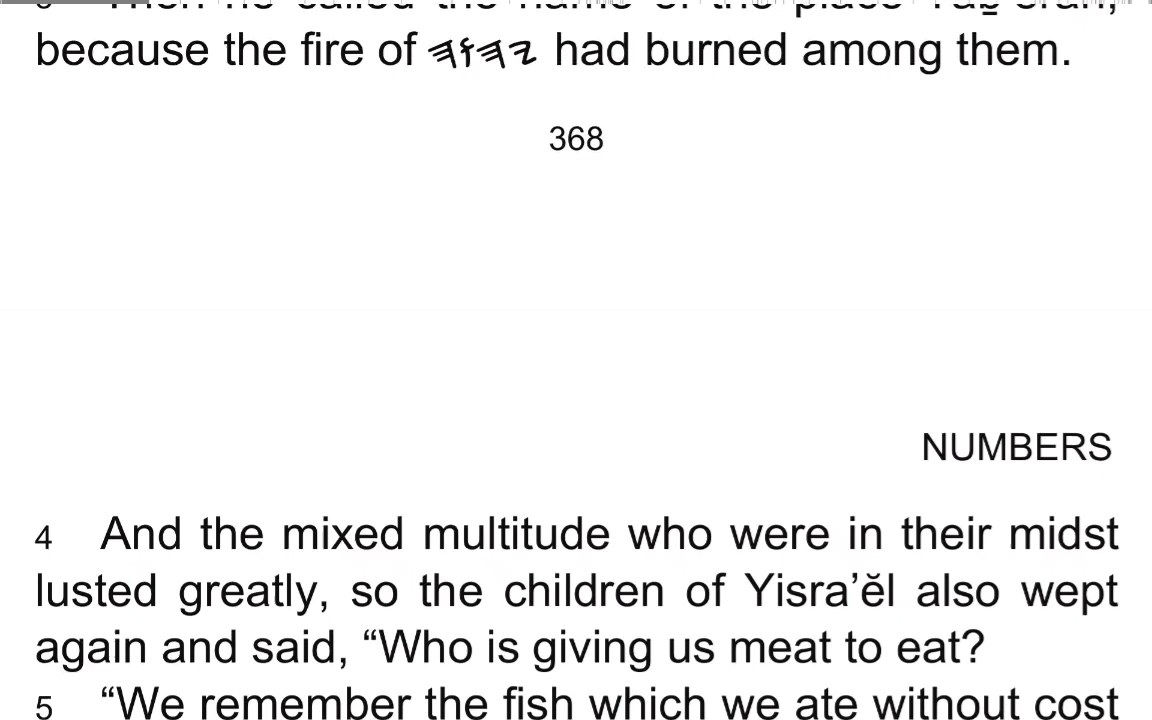 because the fire of 𐤉𐤄𐤅𐤄 had burned among them.
368
NUMBERS
4 And the mixed multitude who were in their midst
lusted greatly, so the children of Yisra’ĕl also wept
again and said, “Who is giving us meat to eat?
5 “We remember the fish which we ate without cost